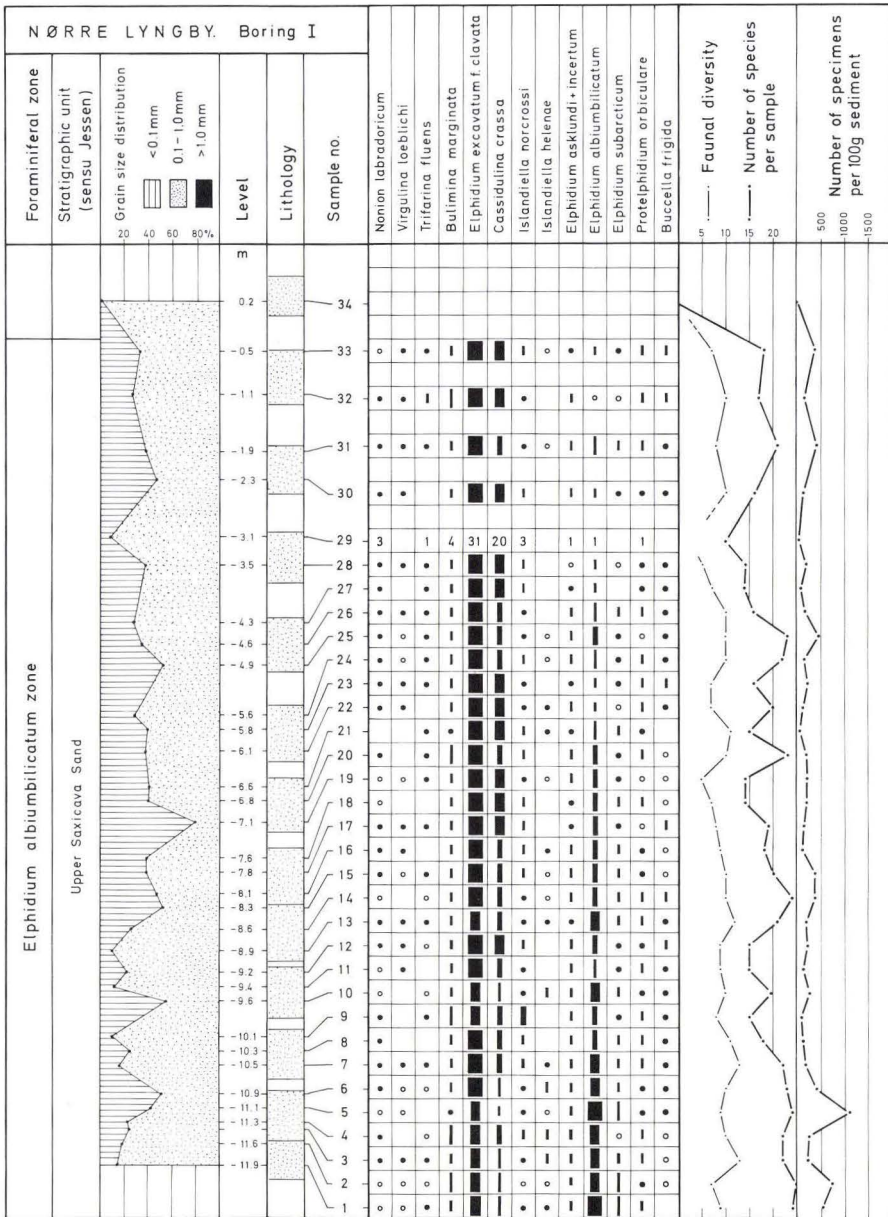 NØRRE LYNGBY. Boring I
Foraminiferal zone
Stratigraphic unit
(sensu Jessen)
Grain size distribution
<0.1mm
0.1-1.0mm
>1.0mm
20 40 60 80%
Level
m
Lithology
Sample no.
Nonion labradoricum
Virgulina loeblichi
Trifarina fluens
Bulimina marginata
Elphidium excavatum f. clavata
Cassidulina crassa
Islandiella norcrossi
Islandiella helenae
Elphidium asklundi + incertum
Elphidium albiumbilicatum
Elphidium subarcticum
Protelphidium orbiculare
Buccella frigida
Faunal diversity
Number of species
per sample
5 10 15 20
Number of specimens
per 100g sediment
500 1000 1500
Elphidium albiumbilicatum zone
Upper Saxicava Sand
0.2
-0.5
-1.1
-1.9
-2.3
-3.1
-3.5
-4.3
-4.6
-4.9
-5.6
-5.8
-6.1
-6.6
-6.8
-7.1
-7.6
-7.8
-8.1
-8.3
-8.6
-8.9
-9.2
-9.4
-9.6
-10.1
-10.3
-10.5
-10.9
-11.1
-11.3
-11.6
-11.9
34
33
32
31
30
29 3 1 4 31 20 3 1 1 1
28
27
26
25
24
23
22
21
20
19
18
17
16
15
14
13
12
11
10
9
8
7
6
5
4
3
2
1